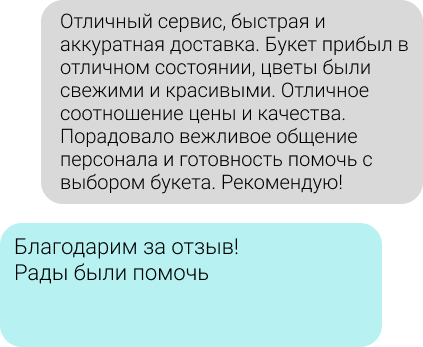 Отличный сервис, быстрая и
аккуратная доставка. Букет прибыл в
отличном состоянии, цветы были
свежими и красивыми. Отличное
соотношение цены и качества.
Порадовало вежливое общение
персонала и готовность помочь с
выбором букета. Рекомендую!
Благодарим за отзыв!
Рады были помочь